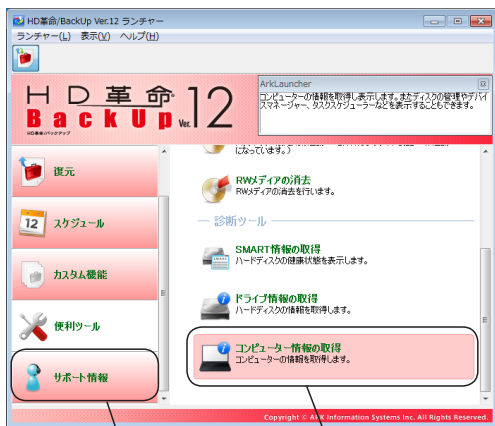 HD革命/BackUp Ver.12 ランチャー
ランチャー(L) 表示(V) ヘルプ(H)
ArkLauncher
コンピューターの情報を取得し表示します。またディスクの管理やデバイ
スマネージャー、タスクスケジューラーなどを表示することもできます。
HD革命
BackUp Ver. 12
HD革命/バックアップ
になっています。)
復元
RWメディアの消去
RWメディアの消去を行います。
12 スケジュール
診断ツール
SMART情報の取得
ハードディスクの健康状態を表示します。
カスタム機能
ドライブ情報の取得
ハードディスクの情報を取得します。
便利ツール
コンピューター情報の取得
コンピューターの情報を取得します。
サポート情報
Copyright © ARK Information Systems Inc. All Rights Reserved.